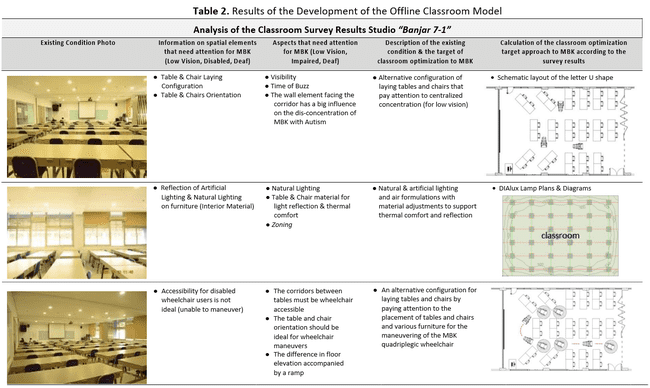 Table 2. Results of the Development of the Offline Classroom Model
Analysis of the Classroom Survey Results Studio "Banjar 7-1"
Existing Condition Photo
Information on spatial elements
that need attention for MBK
(Low Vision, Disabled, Deaf)
Aspects that need attention
for MBK (Low Vision,
Impaired, Deaf)
Description of the existing
condition & the target of
classroom optimization to MBK
Calculation of the classroom optimization
target approach to MBK according to the
survey results
• Table & Chair Laying
Configuration
• Table & Chairs Orientation
• Visibility
• Time of Buzz
• The wall element facing the
corridor has a big influence
on the dis-concentration of
MBK with Autism
• Alternative configuration of
laying tables and chairs that
pay attention to centralized
concentration (for low vision)
• Schematic layout of the letter U shape
• Reflection of Artificial
Lighting & Natural Lighting
on furniture (Interior Material)
• Natural Lighting
• Table & Chair material for
light reflection & thermal
comfort
• Zoning
• Natural & artificial lighting
and air formulations with
material adjustments to support
thermal comfort and reflection
• DIAlux Lamp Plans & Diagrams
classroom
• Accessibility for disabled
wheelchair users is not
ideal (unable to maneuver)
• The corridors between
tables must be wheelchair
accessible
• The table and chair
orientation should be
ideal for wheelchair
maneuvers
• The difference in floor
elevation accompanied
by a ramp
• An alternative configuration for
laying tables and chairs by
paying attention to the
placement of tables and chairs
and various furniture for the
maneuvering of the MBK
quadriplegic wheelchair